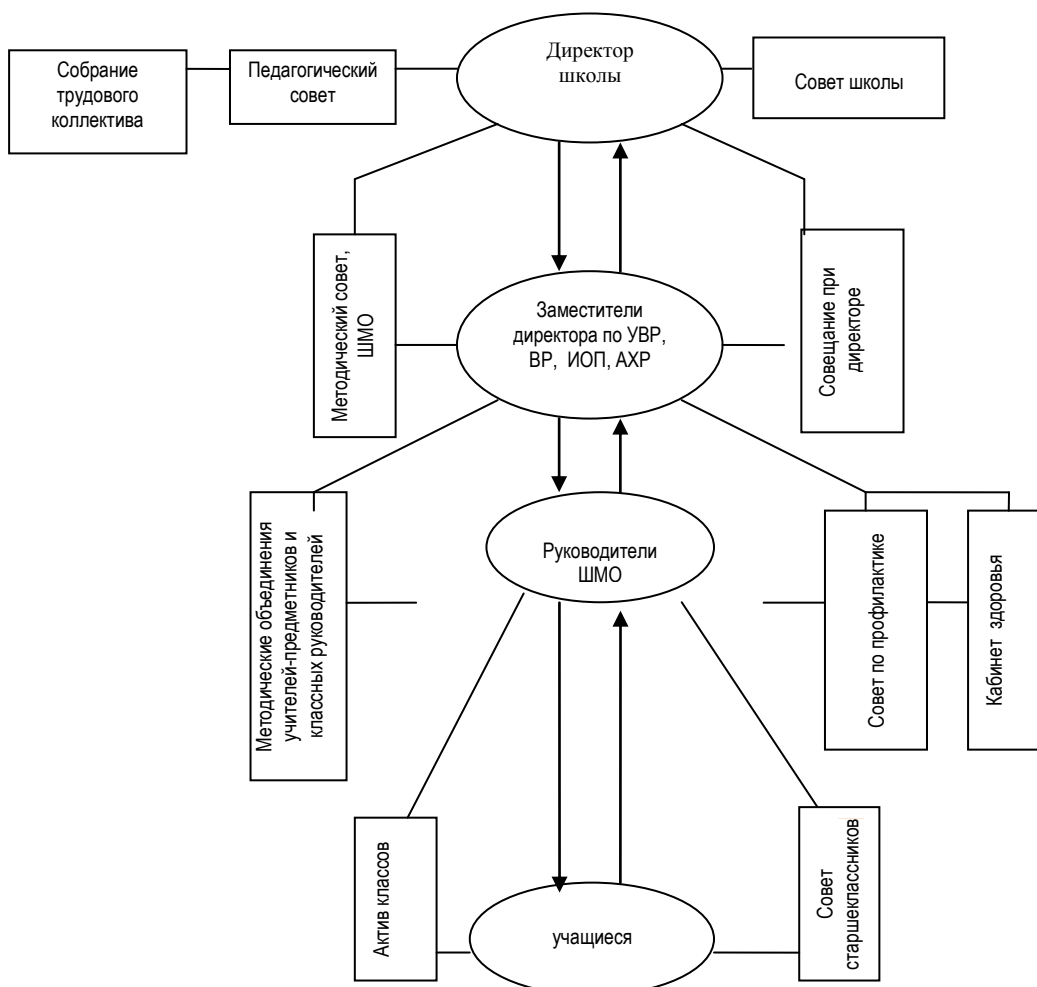 Директор
школы
Собрание
трудового
коллектива
Педагогический
совет
Совет школы
Методический совет,
ШМО
Заместители
директора по УВР,
ВР, ИОП, АХР
Совещание при
директоре
Методические объединения
учителей-предметников и
классных руководителей
Руководители
ШМО
Совет по профилактике
Кабинет здоровья
Актив классов
учащиеся
Совет
старшеклассников